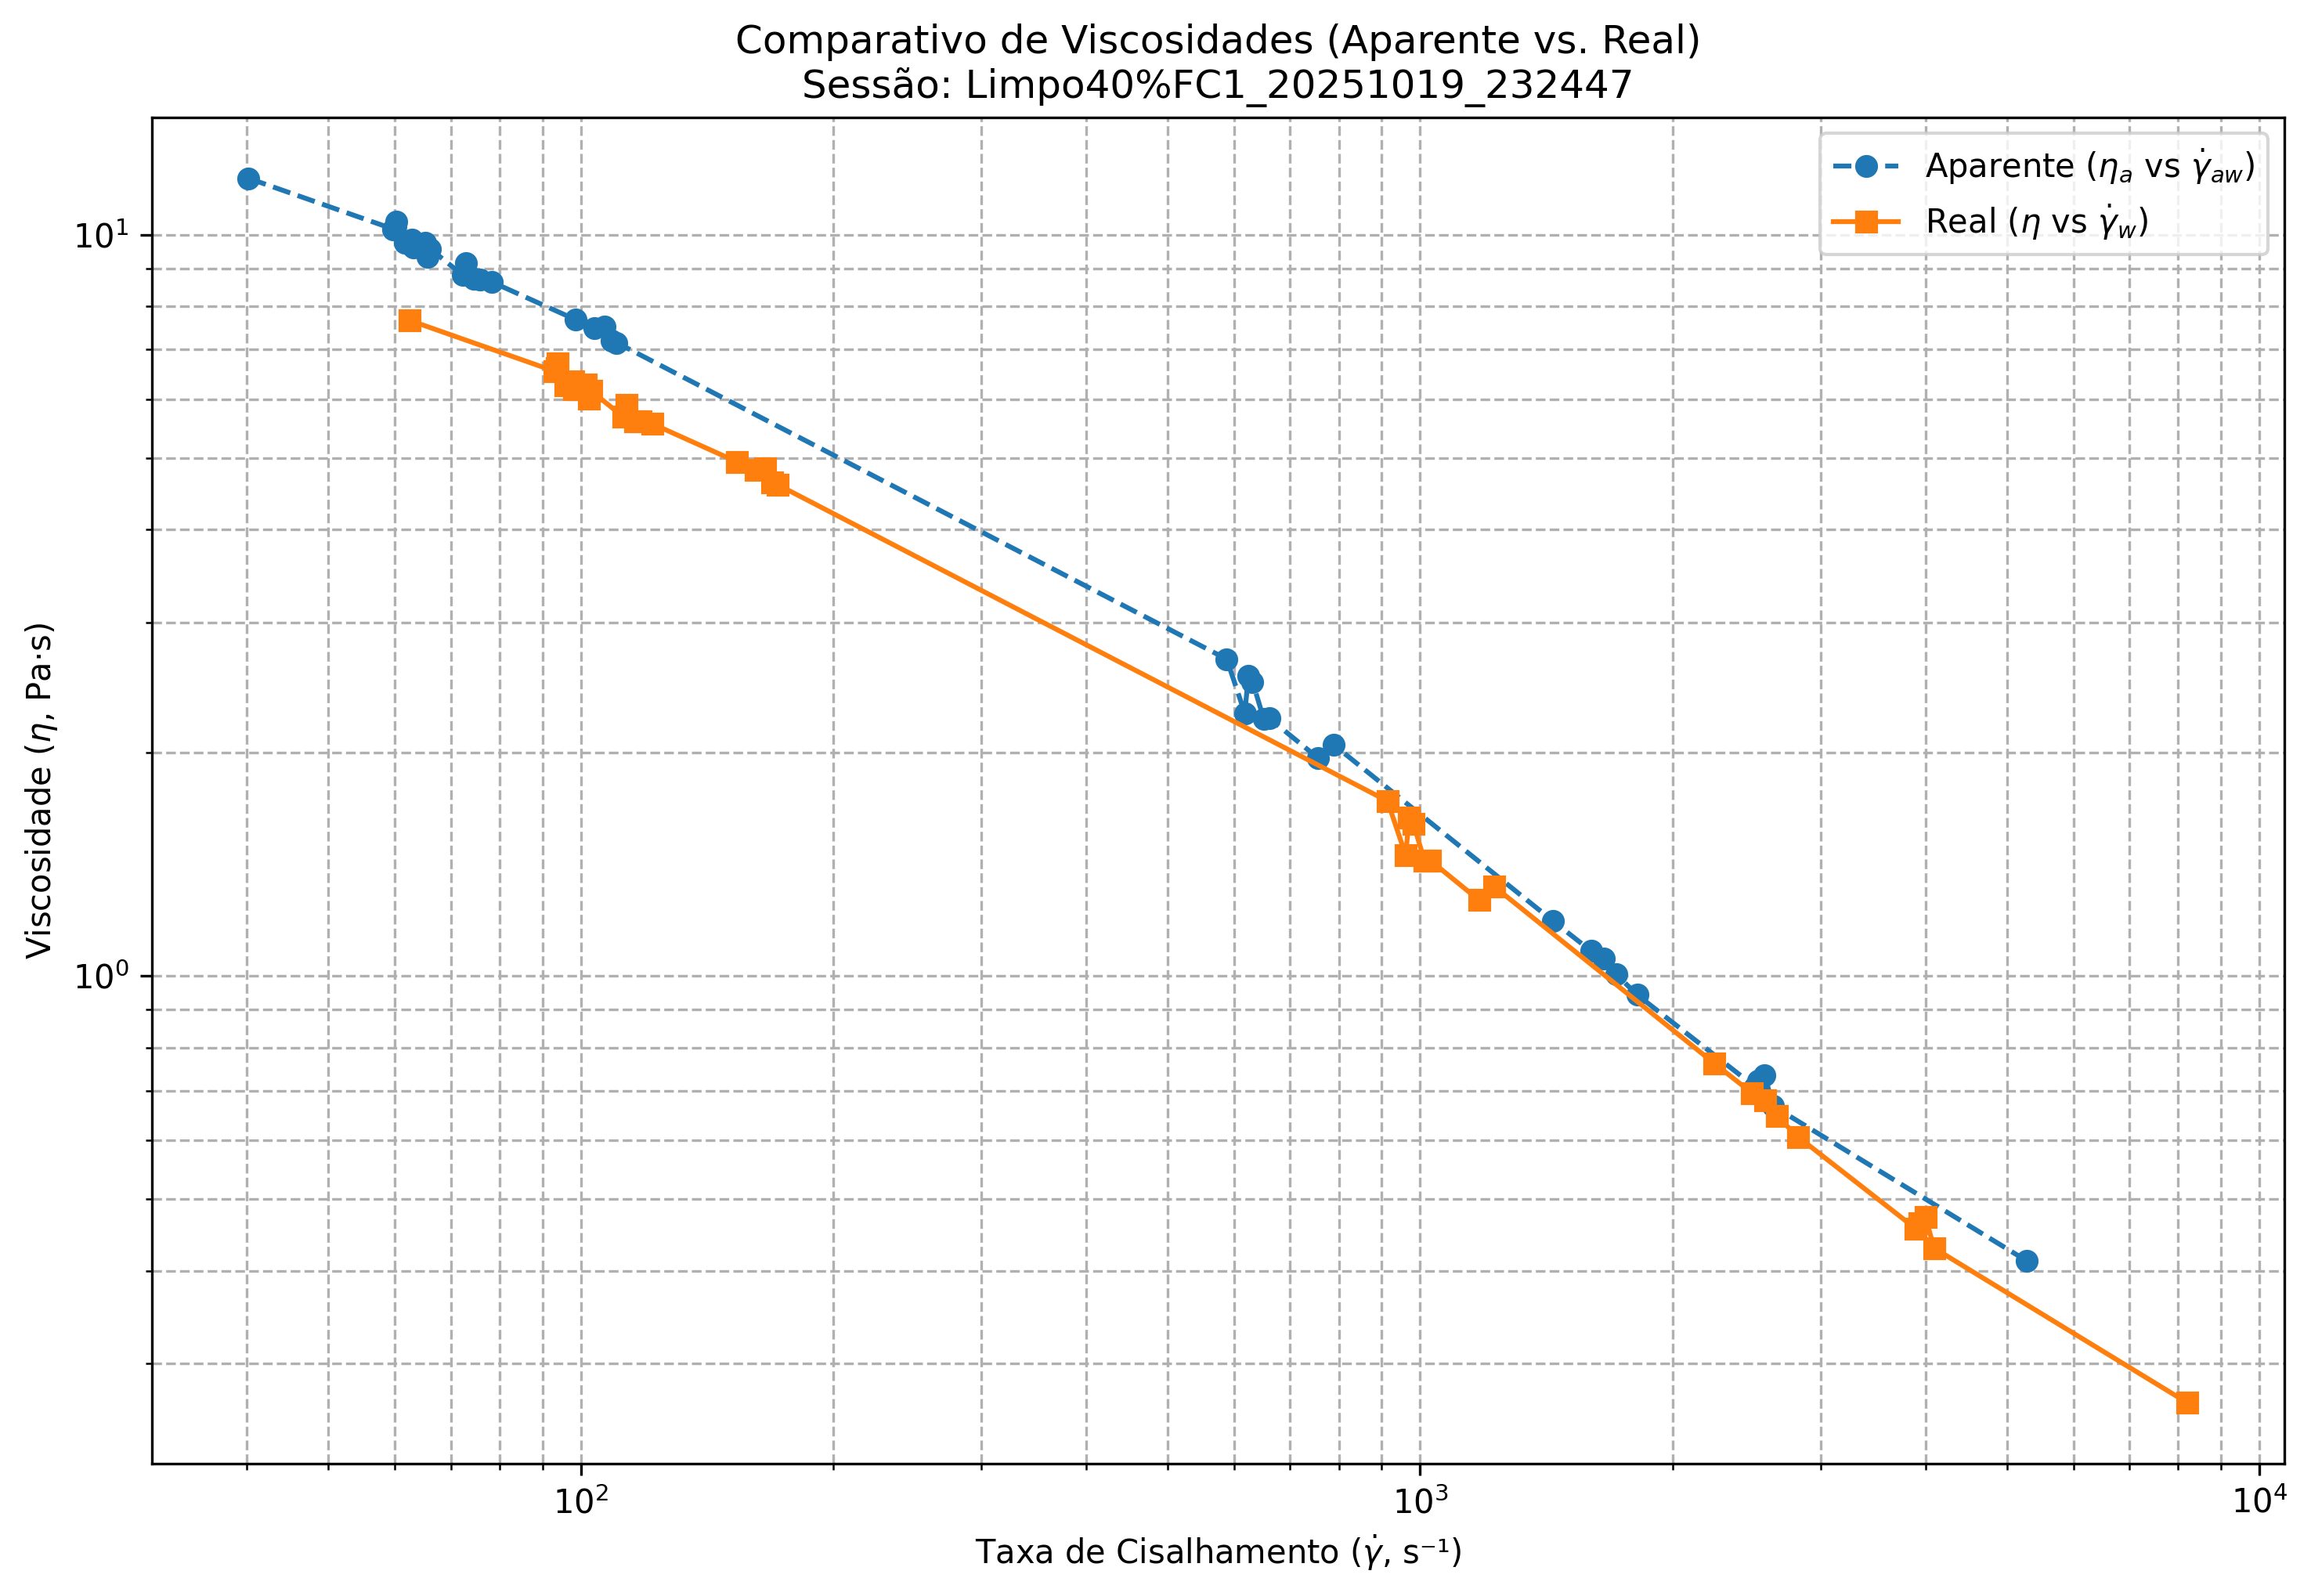 Comparativo de Viscosidades (Aparente vs. Real)
Sessão: Limpo40%FC1_20251019_232447
Aparente (ηₐ vs γ̇ₐw)
Real (η vs γ̇w)
Viscosidade (η, Pa·s)
10¹
10⁰
10²
10³
10⁴
Taxa de Cisalhamento (γ̇, s⁻¹)